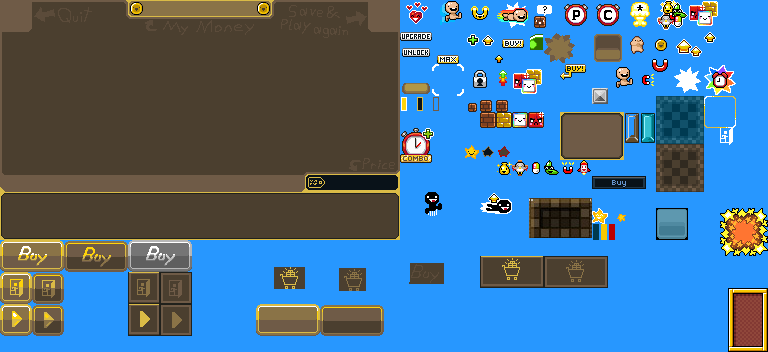 Quit
My Money
Save &
Play again
UPGRADE
UNLOCK
?
P
C
BUY!
MAX
BUY!
COMBO
Price
Buy
Buy
Buy
Buy
Buy